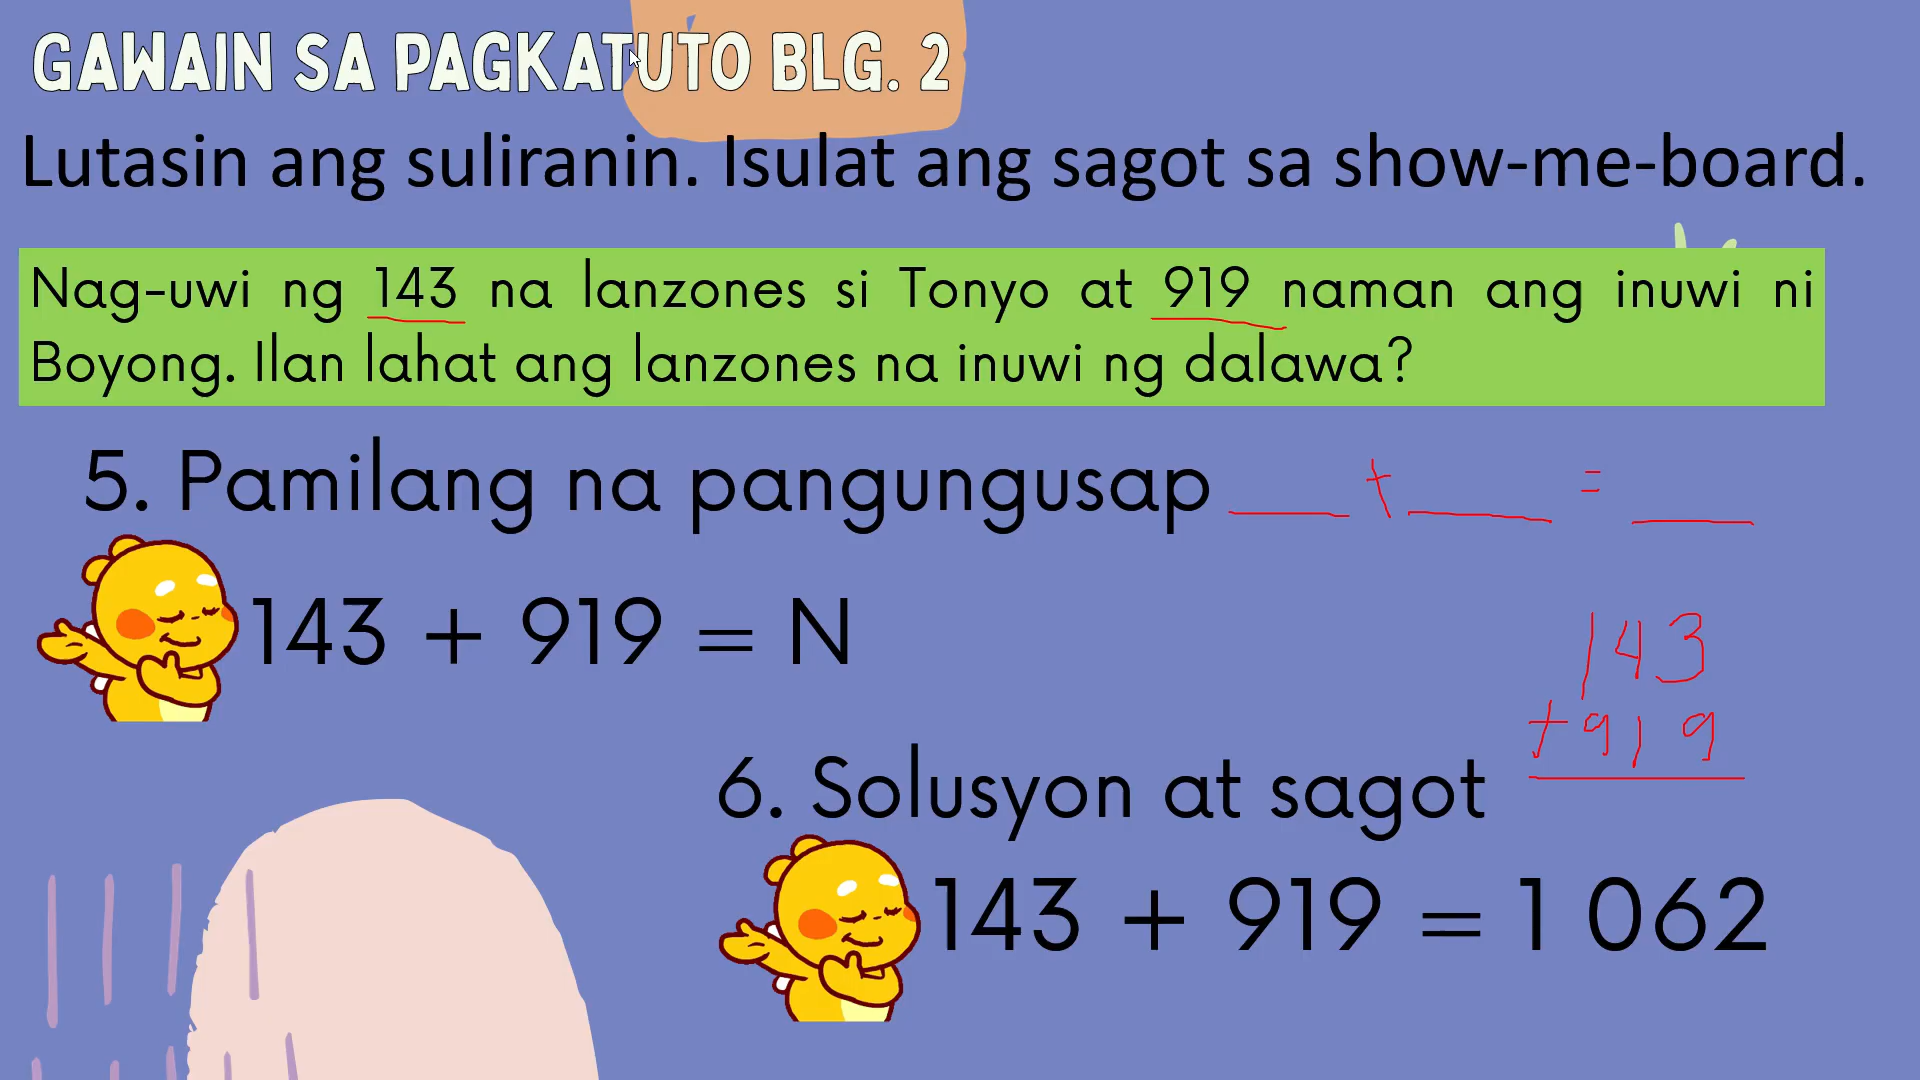 GAWAIN SA PAGKATUTO BLG. 2
Lutasin ang suliranin. Isulat ang sagot sa show-me-board.
Nag-uwi ng 143 na lanzones si Tonyo at 919 naman ang inuwi ni
Boyong. Ilan lahat ang lanzones na inuwi ng dalawa?
5. Pamilang na pangungusap ___ + ___ = ___
143 + 919 = N
143
+919
6. Solusyon at sagot
143 + 919 = 1 062